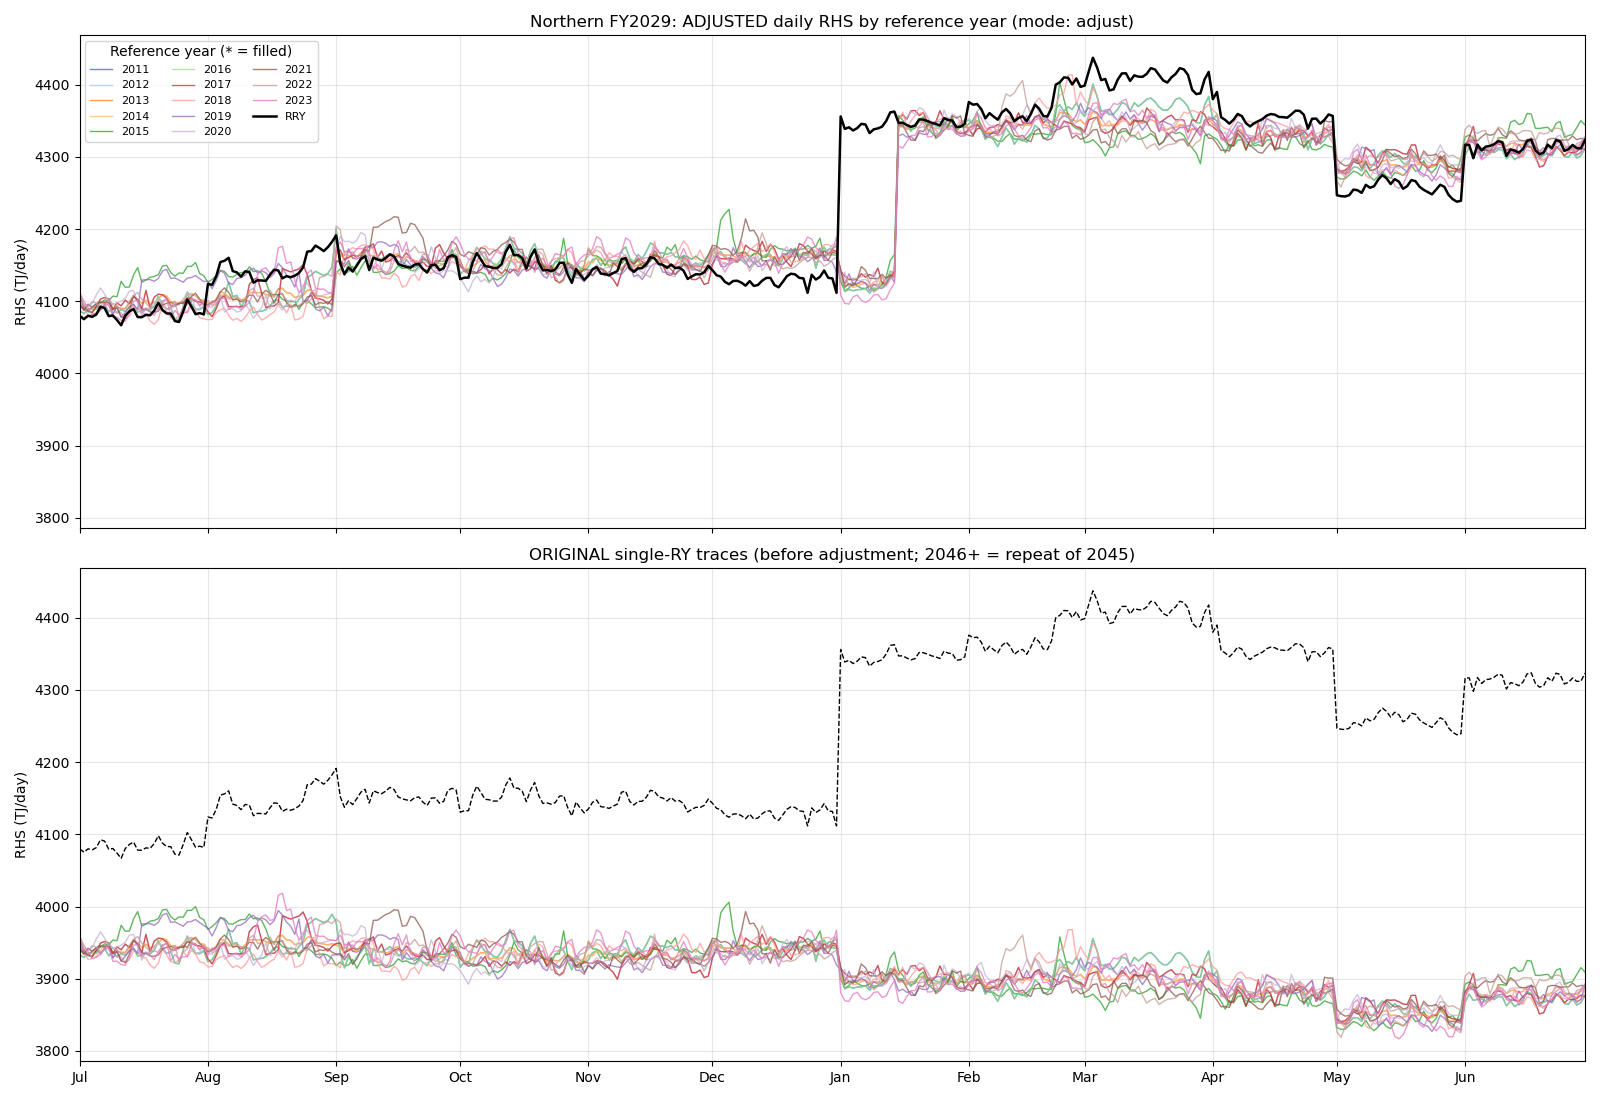 Northern FY2029: ADJUSTED daily RHS by reference year (mode: adjust)
RHS (TJ/day)
4400
4300
4200
4100
4000
3900
3800
Reference year (* = filled)
2011 2016 2021
2012 2017 2022
2013 2018 2023
2014 2019 RRY
2015 2020
ORIGINAL single-RY traces (before adjustment; 2046+ = repeat of 2045)
RHS (TJ/day)
4400
4300
4200
4100
4000
3900
3800
Jul Aug Sep Oct Nov Dec Jan Feb Mar Apr May Jun